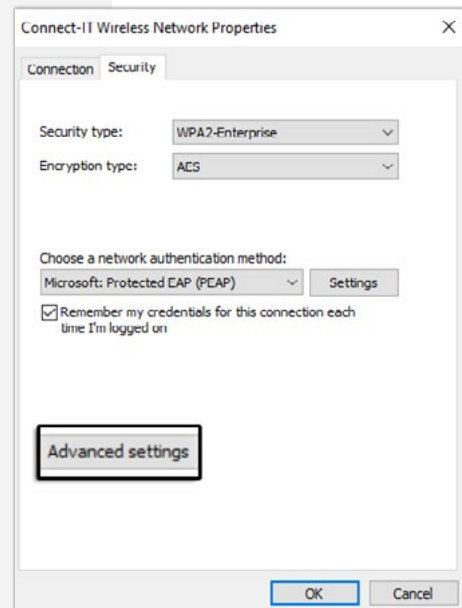 Connect-IT Wireless Network Properties
Connection Security
Security type: WPA2-Enterprise
Encryption type: AES
Choose a network authentication method:
Microsoft: Protected EAP (PEAP) Settings
Remember my credentials for this connection each
time I'm logged on
Advanced settings
OK Cancel